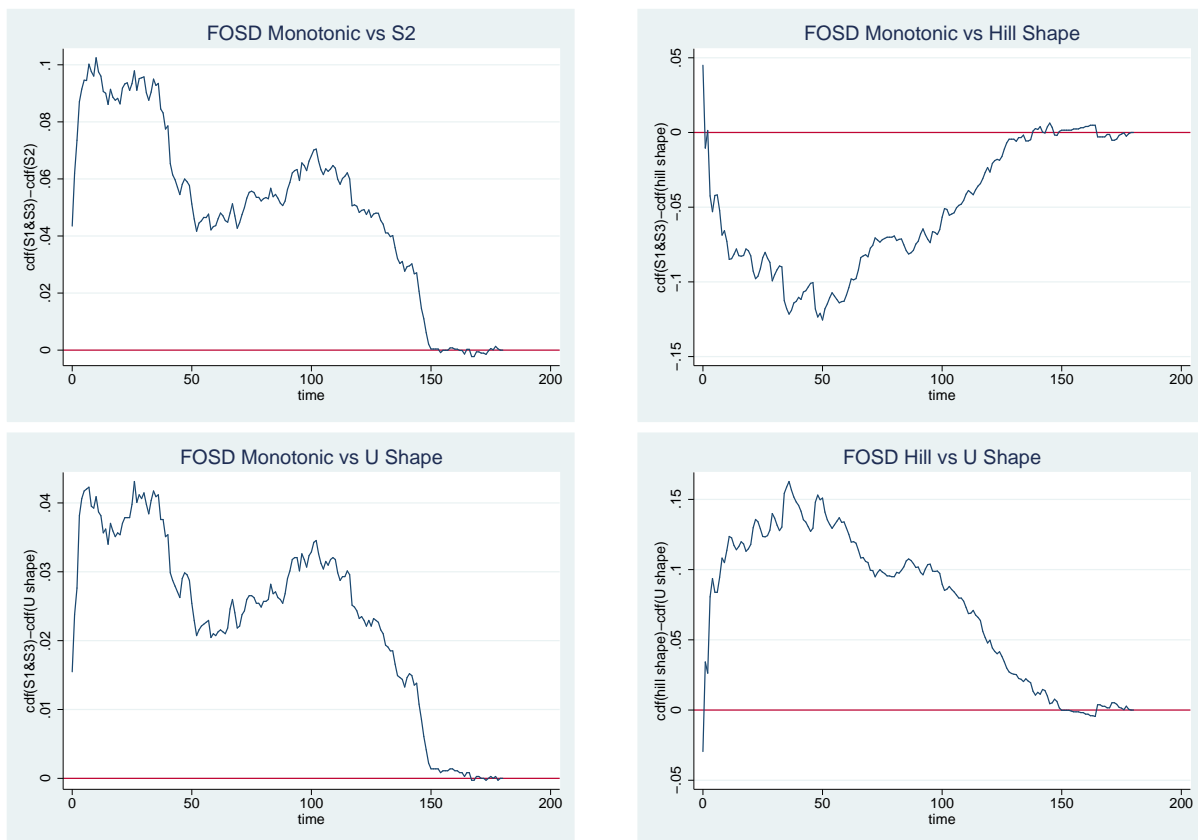 FOSD Monotonic vs S2
cdf(S1&S3)−cdf(S2)
.1
.08
.06
.04
.02
0
0 50 100 150 200
time
FOSD Monotonic vs Hill Shape
cdf(S1&S3)−cdf(hill shape)
.05
0
−.05
−.1
−.15
0 50 100 150 200
time
FOSD Monotonic vs U Shape
cdf(S1&S3)−cdf(U shape)
.04
.03
.02
.01
0
0 50 100 150 200
time
FOSD Hill vs U Shape
cdf(hill shape)−cdf(U shape)
.15
.1
.05
0
−.05
0 50 100 150 200
time